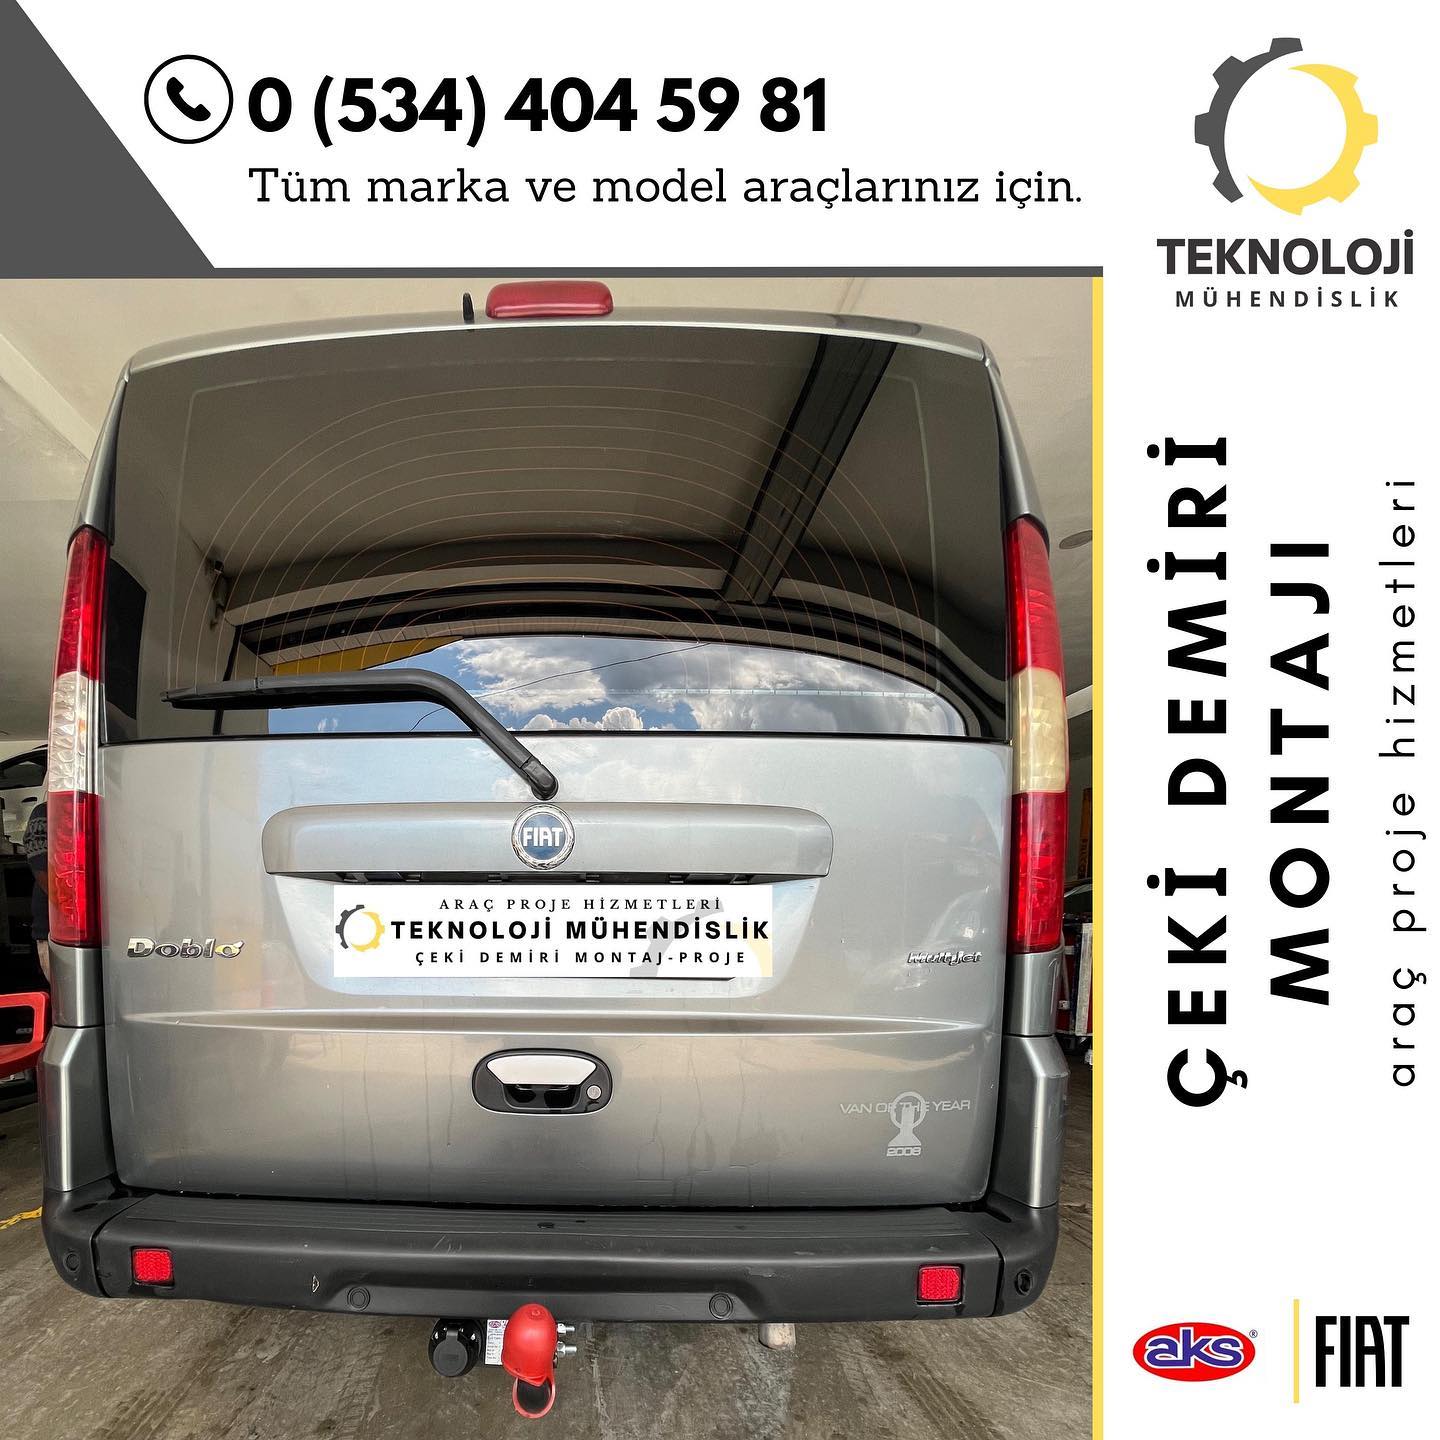 0 (534) 404 59 81
Tüm marka ve model araçlarınız için.
TEKNOLOJİ
MÜHENDİSLİK
ÇEKİ DEMİRİ
MONTAJI
araç proje hizmetleri
FIAT
ARAÇ PROJE HİZMETLERİ
TEKNOLOJİ MÜHENDİSLİK
ÇEKİ DEMİRİ MONTAJ-PROJE
Doblo
Multijet
VAN OF THE YEAR
2006
aks®
FIAT